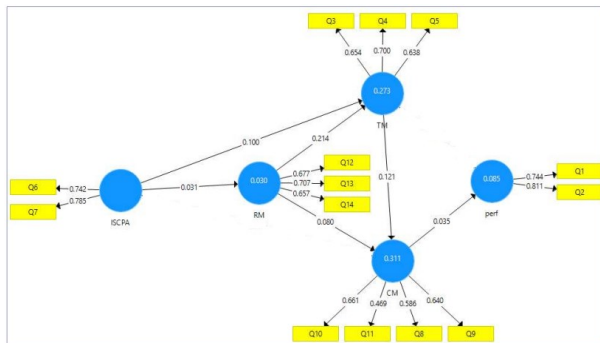 Q3 Q4 Q5
0.654 0.700 0.638
0.273
TM
0.100
0.214
Q12
0.677
0.707 Q13
0.657
Q14
0.121
Q6 0.742
Q7 0.785
ISCPA
0.031
0.030
RM
0.080
0.085
perf
0.744 Q1
0.811 Q2
0.035
0.311
CM
0.661 0.469 0.586 0.640
Q10 Q11 Q8 Q9